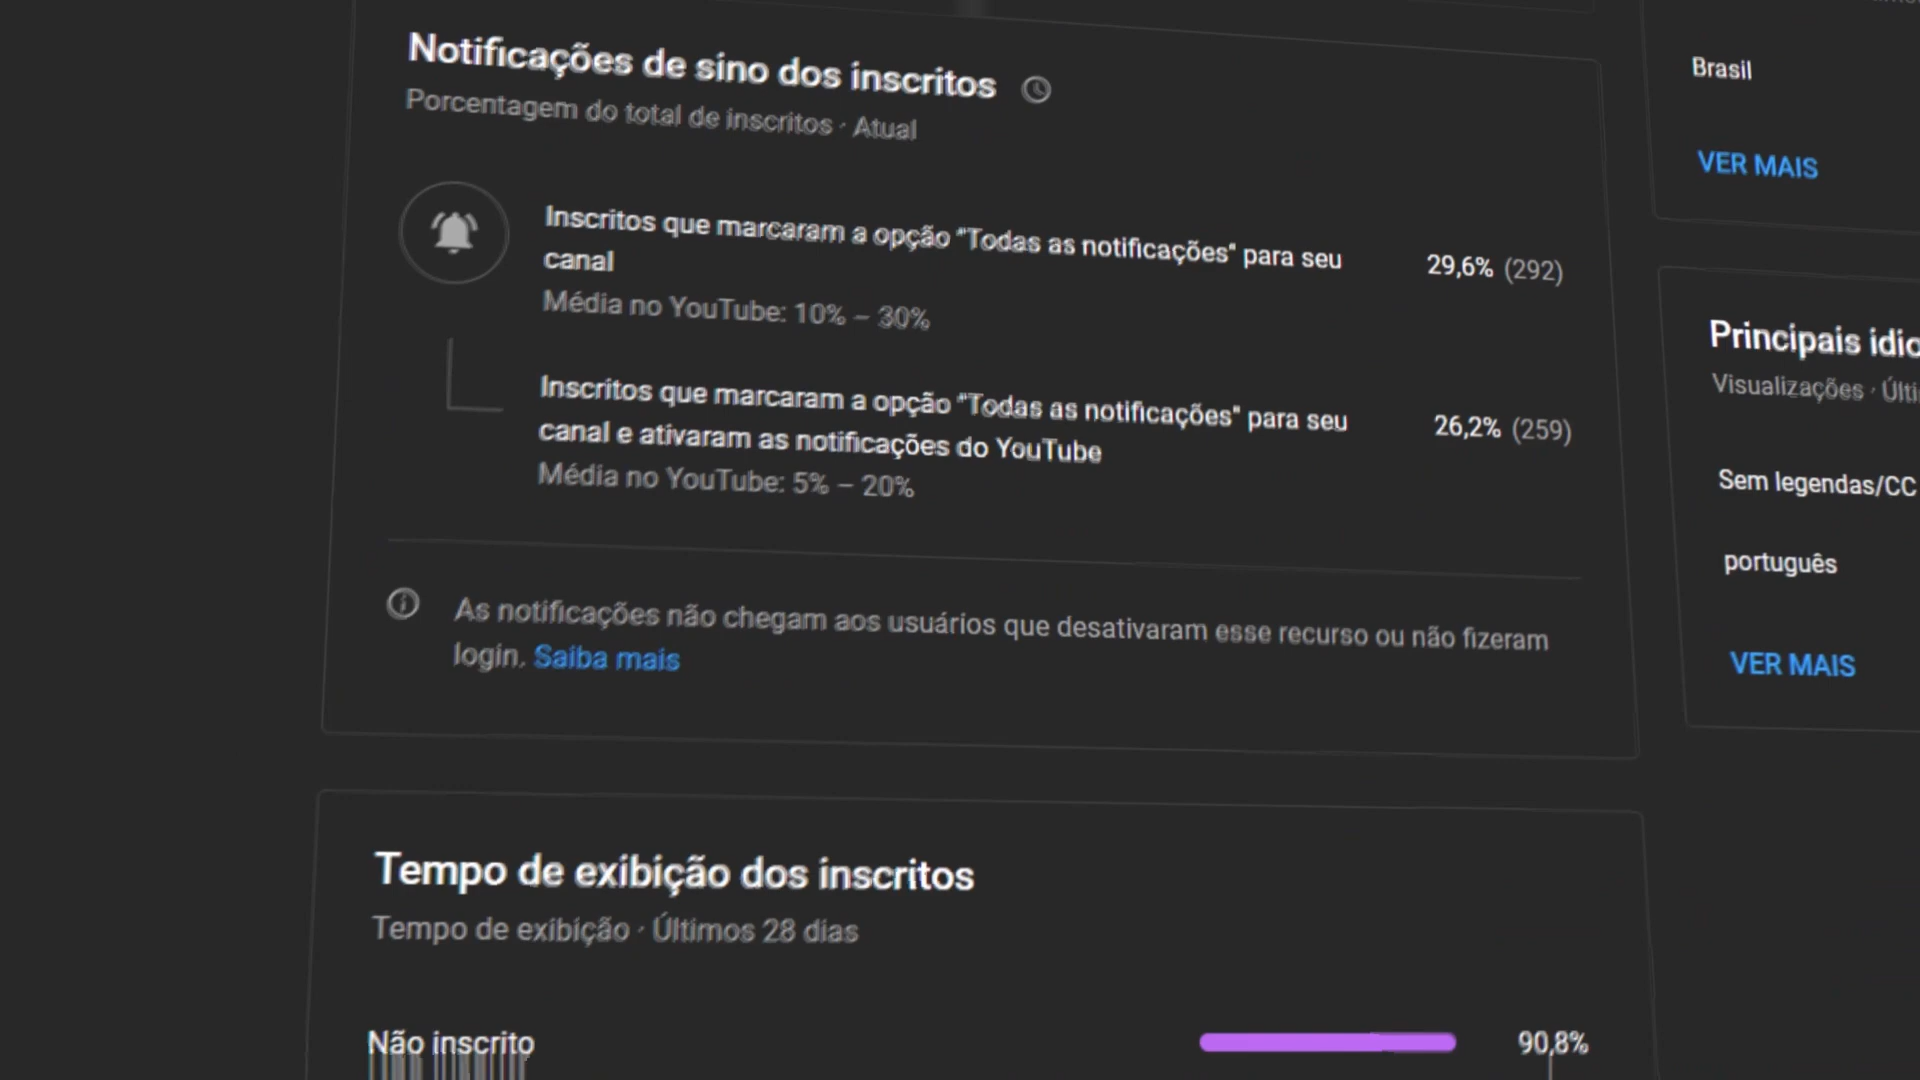 Notificações de sino dos inscritos
Porcentagem do total de inscritos · Atual
Inscritos que marcaram a opção "Todas as notificações" para seu
canal
29,6% (292)
Média no YouTube: 10% – 30%
Inscritos que marcaram a opção "Todas as notificações" para seu
canal e ativaram as notificações do YouTube
26,2% (259)
Média no YouTube: 5% – 20%
As notificações não chegam aos usuários que desativaram esse recurso ou não fizeram
login. Saiba mais
Tempo de exibição dos inscritos
Tempo de exibição · Últimos 28 dias
Não inscrito
90,8%
Brasil
VER MAIS
Principais idio
Visualizações · Últi
Sem legendas/CC
português
VER MAIS